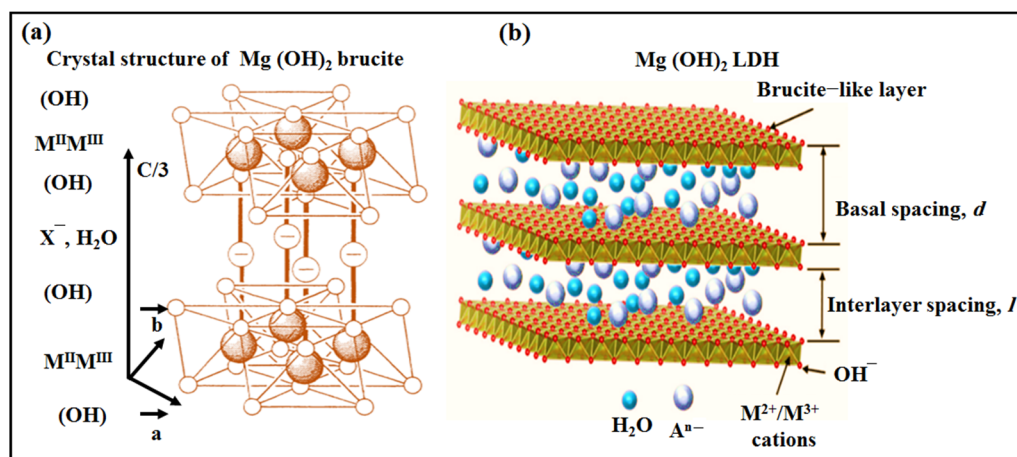 (a)
Crystal structure of Mg (OH)₂ brucite
(OH)
MᴵᴵMᴵᴵᴵ
C/3
(OH)
X⁻, H₂O
(OH)
b
MᴵᴵMᴵᴵᴵ
(OH)
a
(b)
Mg (OH)₂ LDH
Brucite−like layer
Basal spacing, d
Interlayer spacing, l
OH⁻
H₂O
Aⁿ⁻
M²⁺/M³⁺
cations